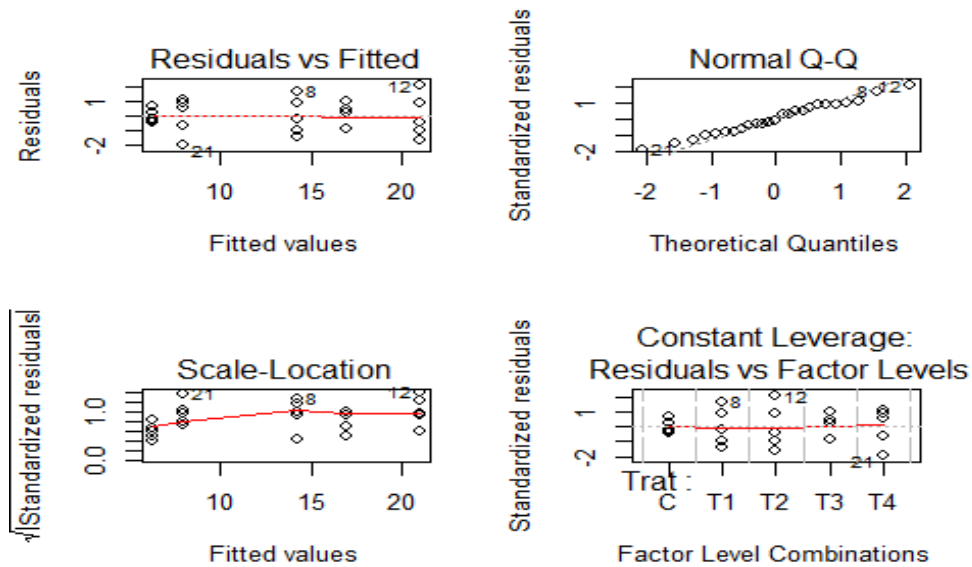 Residuals vs Fitted
Residuals
1
-2
12
8
21
10
15
20
Fitted values
Normal Q-Q
Standardized residuals
1
-2
8
12
21
-2
-1
0
1
2
Theoretical Quantiles
Scale-Location
√|Standardized residuals|
0.0
1.0
21
8
12
10
15
20
Fitted values
Constant Leverage:
Residuals vs Factor Levels
Standardized residuals
1
-2
8
12
21
Trat :
C
T1
T2
T3
T4
Factor Level Combinations